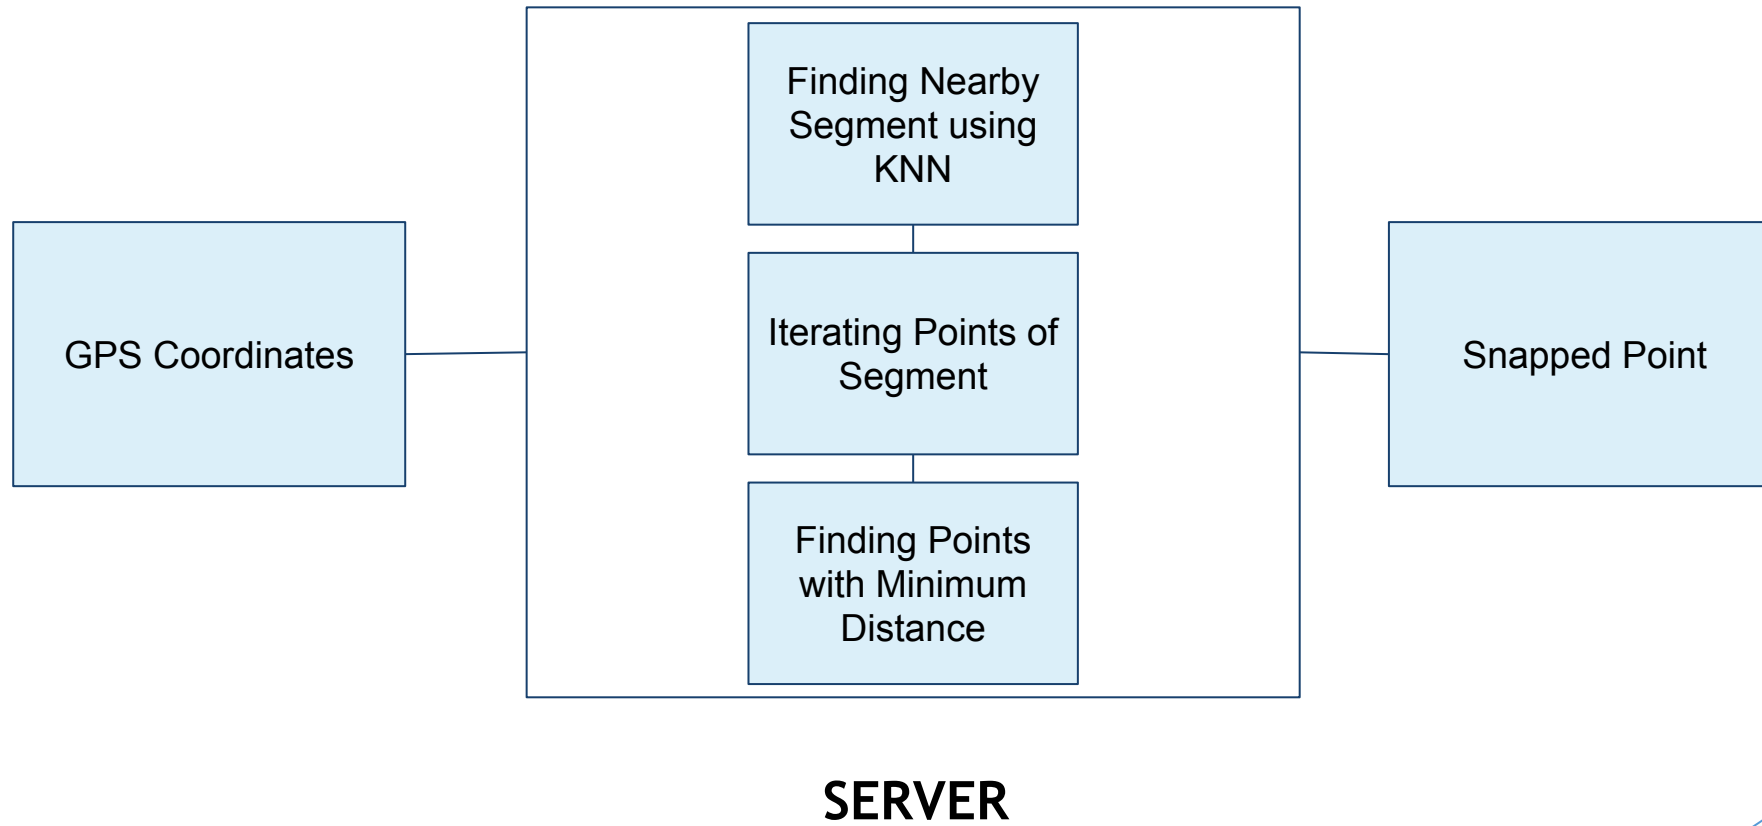 GPS Coordinates
Finding Nearby
Segment using
KNN
Iterating Points of
Segment
Finding Points
with Minimum
Distance
Snapped Point
SERVER